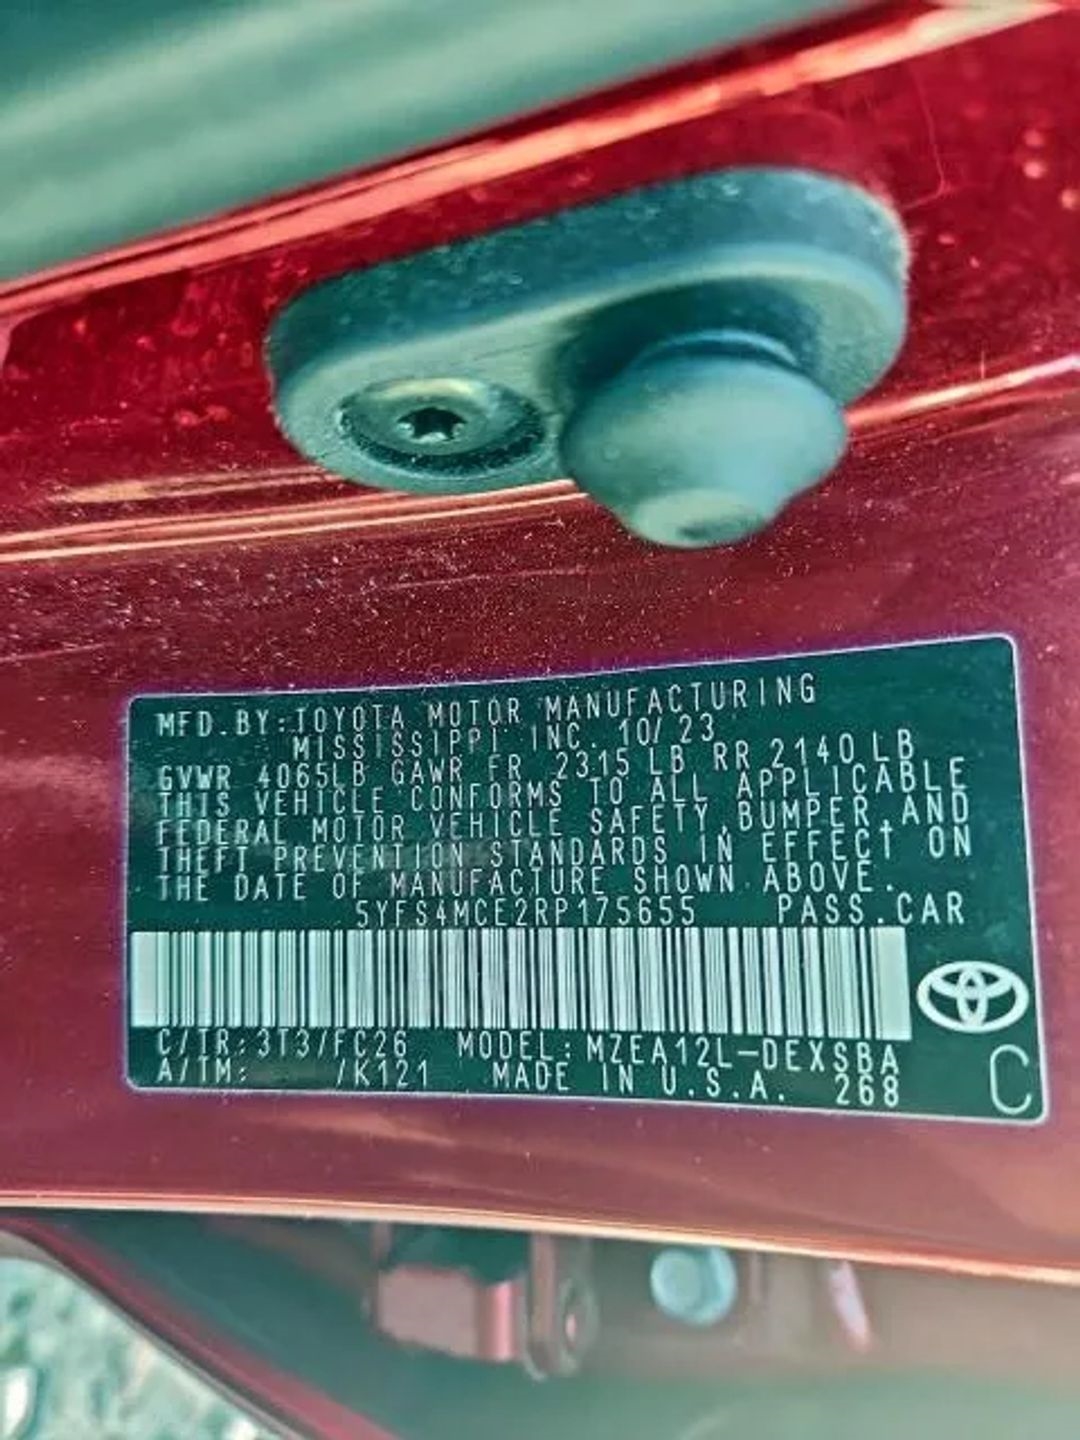 MFD.BY:TOYOTA MOTOR MANUFACTURING
MISSISSIPPI INC. 10/23
GVWR 4065LB GAWR FR 2315 LB RR 2140 LB
THIS VEHICLE CONFORMS TO ALL APPLICABLE
FEDERAL MOTOR VEHICLE SAFETY,BUMPER,AND
THEFT PREVENTION STANDARDS IN EFFECT ON
THE DATE OF MANUFACTURE SHOWN ABOVE.
5YFS4MCE2RP175655 PASS.CAR
C/TR:3T3/FC26 MODEL:MZEA12L-DEXSBA
A/TM: /K121 MADE IN U.S.A. 268
C